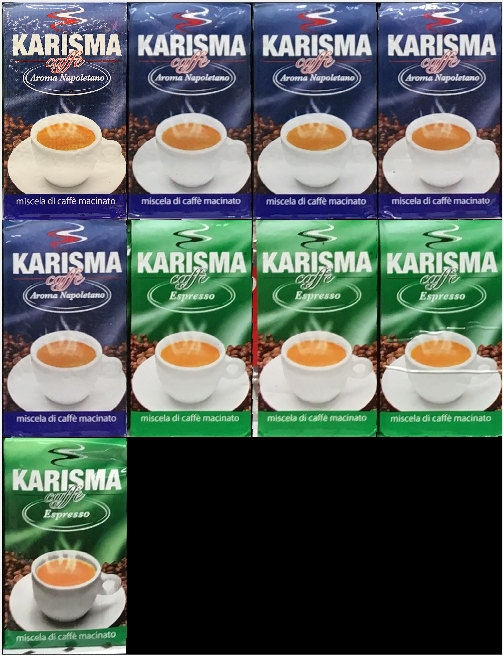 KARISMA
caffè
Aroma Napoletano
miscela di caffè macinato
KARISMA
caffè
Aroma Napoletano
miscela di caffè macinato
KARISMA
caffè
Aroma Napoletano
miscela di caffè macinato
KARISMA
caffè
Aroma Napoletano
miscela di caffè macinato
KARISMA
caffè
Aroma Napoletano
miscela di caffè macinato
KARISMA
caffè
Espresso
miscela di caffè macinato
KARISMA
caffè
Espresso
miscela di caffè macinato
KARISMA
caffè
Espresso
miscela di caffè macinato
KARISMA
caffè
Espresso
miscela di caffè macinato